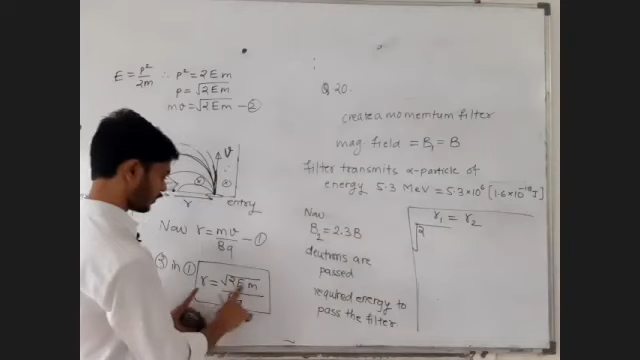 E = p²/2m ∴ p² = 2Em
p = √2Em
mv = √2Em —②
v
r
entry
Now r = mv/Bq —①
② in ①
r = √2Em
Q 20.
create a momentum filter
mag field = B₁ = B
filter transmits α-particle of
energy 5.3 MeV = 5.3×10⁶ [1.6×10⁻¹⁹J]
Now
B₂ = 2.3B
deutrons are
passed
required energy to
pass the filter
r₁ = r₂
√2